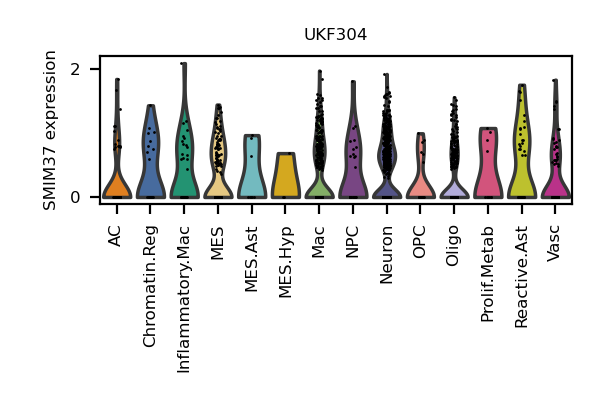 UKF304
SMIM37 expression
2
0
AC
Chromatin.Reg
Inflammatory.Mac
MES
MES.Ast
MES.Hyp
Mac
NPC
Neuron
OPC
Oligo
Prolif.Metab
Reactive.Ast
Vasc